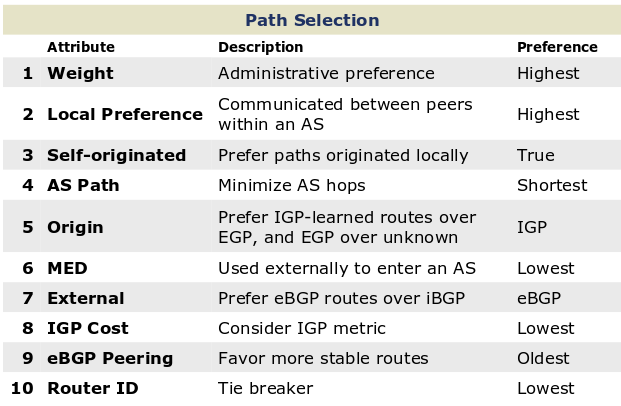 Path Selection
Attribute Description Preference
1 Weight Administrative preference Highest
2 Local Preference Communicated between peers within an AS Highest
3 Self-originated Prefer paths originated locally True
4 AS Path Minimize AS hops Shortest
5 Origin Prefer IGP-learned routes over EGP, and EGP over unknown IGP
6 MED Used externally to enter an AS Lowest
7 External Prefer eBGP routes over iBGP eBGP
8 IGP Cost Consider IGP metric Lowest
9 eBGP Peering Favor more stable routes Oldest
10 Router ID Tie breaker Lowest